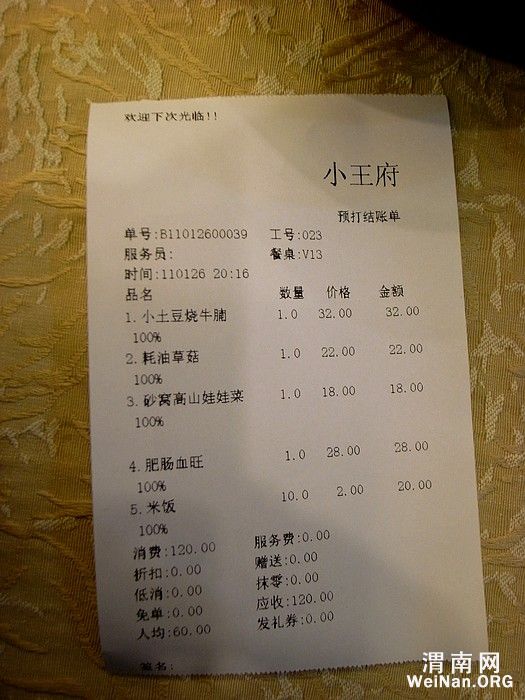 欢迎下次光临!!
小王府
预打结账单
单号:B11012600039 工号:023
服务员: 餐桌:V13
时间:110126 20:16
品名 数量 价格 金额
1.小土豆烧牛腩 1.0 32.00 32.00
100%
2.耗油草菇 1.0 22.00 22.00
100%
3.砂窝高山娃娃菜 1.0 18.00 18.00
100%
4.肥肠血旺 1.0 28.00 28.00
100%
5.米饭 10.0 2.00 20.00
100%
消费:120.00 服务费:0.00
折扣:0.00 赠送:0.00
低消:0.00 抹零:0.00
免单:0.00 应收:120.00
人均:60.00 发礼券:0.00
签名:
渭南网
WeiNan.ORG